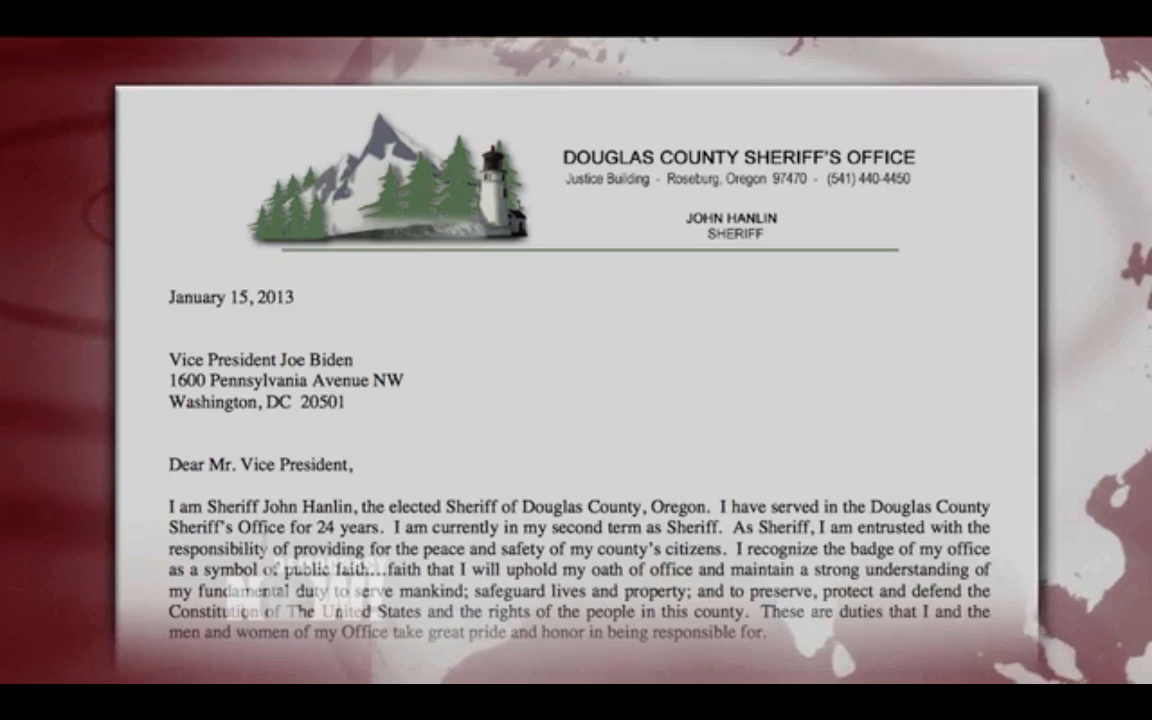 DOUGLAS COUNTY SHERIFF'S OFFICE
Justice Building - Roseburg, Oregon 97470 - (541) 440-4450
JOHN HANLIN
SHERIFF
January 15, 2013
Vice President Joe Biden
1600 Pennsylvania Avenue NW
Washington, DC 20501
Dear Mr. Vice President,
I am Sheriff John Hanlin, the elected Sheriff of Douglas County, Oregon. I have served in the Douglas County
Sheriff's Office for 24 years. I am currently in my second term as Sheriff. As Sheriff, I am entrusted with the
responsibility of providing for the peace and safety of my county's citizens. I recognize the badge of my office
as a symbol of public faith...faith that I will uphold my oath of office and maintain a strong understanding of
my fundamental duty to serve mankind; safeguard lives and property; and to preserve, protect and defend the
Constitution of The United States and the rights of the people in this county. These are duties that I and the
men and women of my Office take great pride and honor in being responsible for.